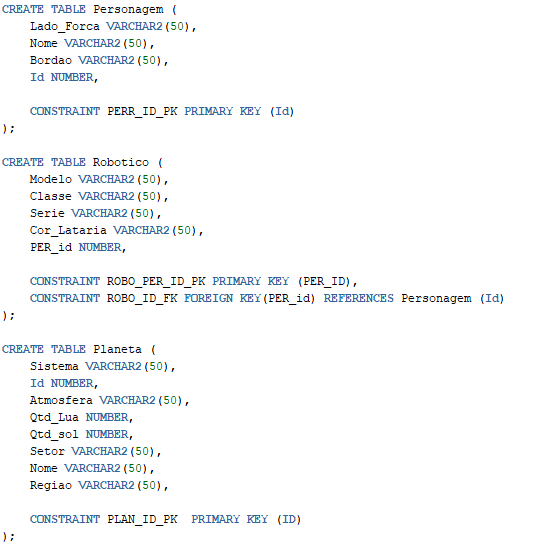 CREATE TABLE Personagem (
    Lado_Forca VARCHAR2(50),
    Nome VARCHAR2(50),
    Bordao VARCHAR2(50),
    Id NUMBER,
    CONSTRAINT PERR_ID_PK PRIMARY KEY (Id)
);
CREATE TABLE Robotico (
    Modelo VARCHAR2(50),
    Classe VARCHAR2(50),
    Serie VARCHAR2(50),
    Cor_Lataria VARCHAR2(50),
    PER_id NUMBER,
    CONSTRAINT ROBO_PER_ID_PK PRIMARY KEY (PER_ID),
    CONSTRAINT ROBO_ID_FK FOREIGN KEY(PER_id) REFERENCES Personagem (Id)
);
CREATE TABLE Planeta (
    Sistema VARCHAR2(50),
    Id NUMBER,
    Atmosfera VARCHAR2(50),
    Qtd_Lua NUMBER,
    Qtd_sol NUMBER,
    Setor VARCHAR2(50),
    Nome VARCHAR2(50),
    Regiao VARCHAR2(50),
    CONSTRAINT PLAN_ID_PK  PRIMARY KEY (ID)
);